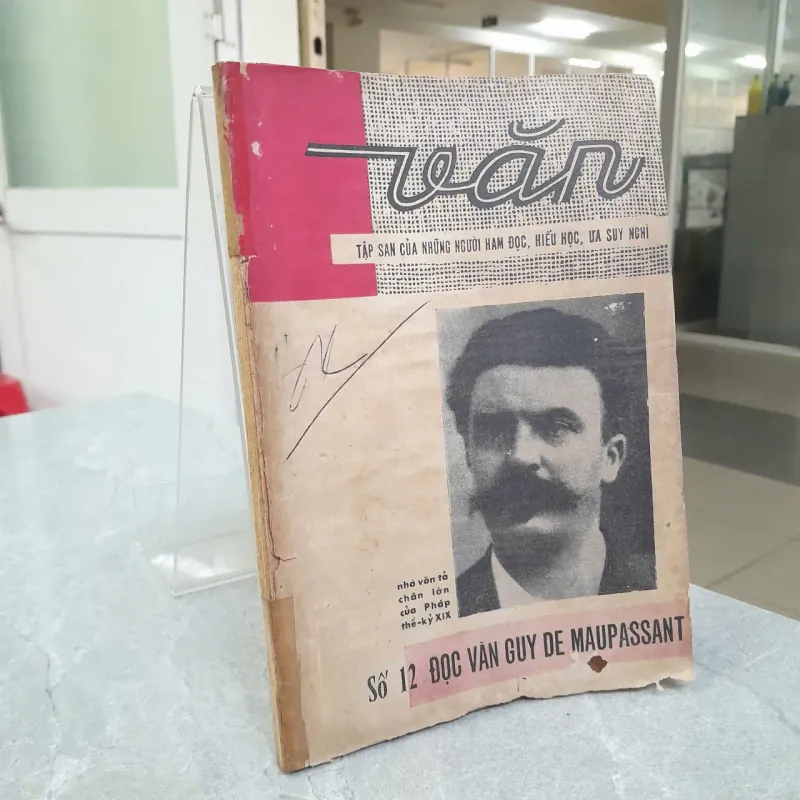 văn
TẬP SAN CỦA NHỮNG NGƯỜI HAM ĐỌC, HIẾU HỌC, ƯA SUY NGHĨ
nhà văn tả
chân lớn
của Pháp
thế-kỷ XIX
Số 12 ĐỌC VĂN GUY DE MAUPASSANT